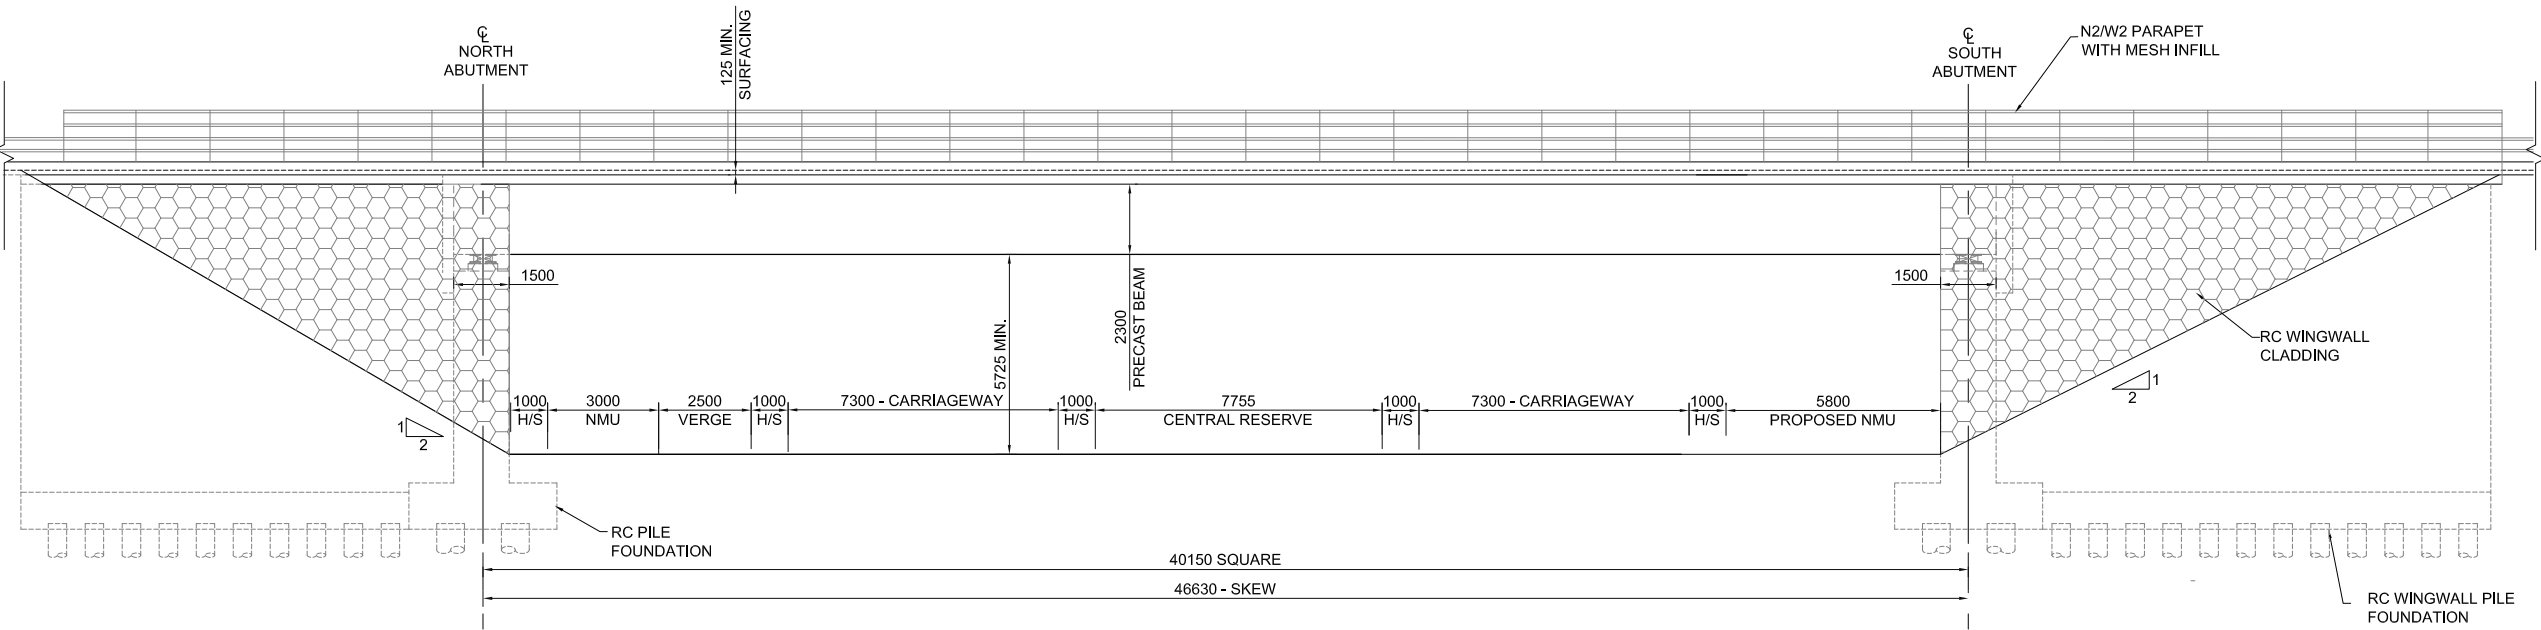 ℄
NORTH
ABUTMENT
125 MIN.
SURFACING
℄
SOUTH
ABUTMENT
N2/W2 PARAPET
WITH MESH INFILL
1500
1500
5725 MIN.
2300
PRECAST BEAM
RC WINGWALL
CLADDING
1
2
1
2
1000
H/S
3000
NMU
2500
VERGE
1000
H/S
7300 - CARRIAGEWAY
1000
H/S
7755
CENTRAL RESERVE
1000
H/S
7300 - CARRIAGEWAY
1000
H/S
5800
PROPOSED NMU
RC PILE
FOUNDATION
40150 SQUARE
46630 - SKEW
RC WINGWALL PILE
FOUNDATION